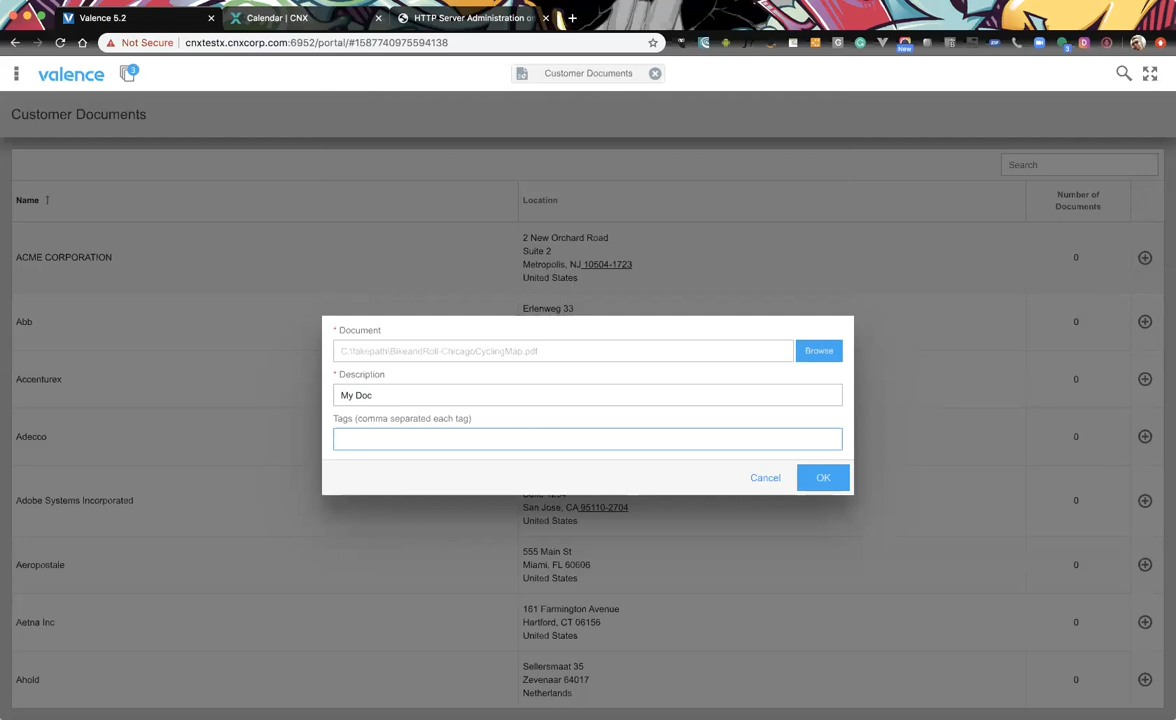 Valence 5.2
Calendar | CNX
HTTP Server Administration o
Not Secure
cnxtestx.cnxcorp.com:6952/portal/#1587740975594138
New
3
valence
3
Customer Documents
Customer Documents
Search
Name
Location
Number of
Documents
ACME CORPORATION
2 New Orchard Road
Suite 2
Metropolis, NJ 10504-1723
United States
0
Abb
Erlenweg 33
0
* Document
C:\fakepath\BikeandRoll-ChicagoCyclingMap.pdf
Browse
Accenturex
* Description
0
My Doc
Tags (comma separated each tag)
Adecco
0
Cancel
OK
Adobe Systems Incorporated
San Jose, CA 95110-2704
United States
0
Aeropostale
555 Main St
Miami, FL 60606
United States
0
Aetna Inc
161 Farmington Avenue
Hartford, CT 06156
United States
0
Ahold
Sellersmaat 35
Zevenaar 64017
Netherlands
0